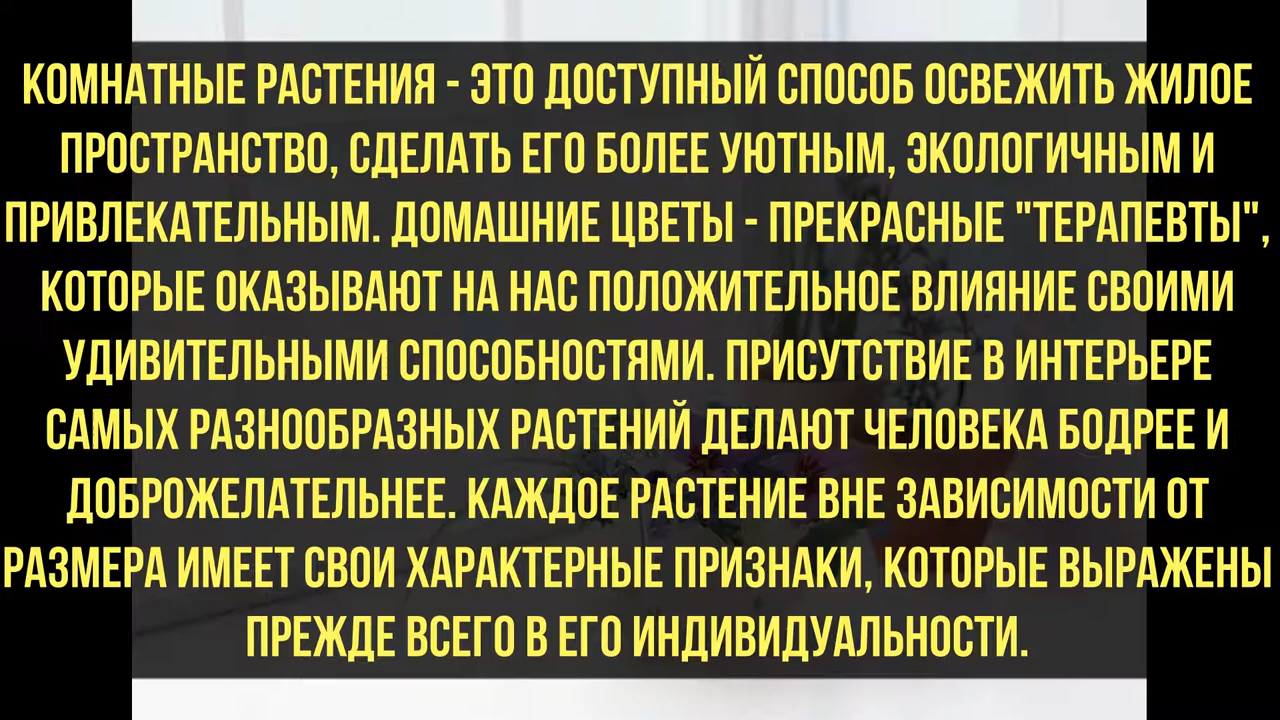 КОМНАТНЫЕ РАСТЕНИЯ - ЭТО ДОСТУПНЫЙ СПОСОБ ОСВЕЖИТЬ ЖИЛОЕ
ПРОСТРАНСТВО, СДЕЛАТЬ ЕГО БОЛЕЕ УЮТНЫМ, ЭКОЛОГИЧНЫМ И
ПРИВЛЕКАТЕЛЬНЫМ. ДОМАШНИЕ ЦВЕТЫ - ПРЕКРАСНЫЕ "ТЕРАПЕВТЫ",
КОТОРЫЕ ОКАЗЫВАЮТ НА НАС ПОЛОЖИТЕЛЬНОЕ ВЛИЯНИЕ СВОИМИ
УДИВИТЕЛЬНЫМИ СПОСОБНОСТЯМИ. ПРИСУТСТВИЕ В ИНТЕРЬЕРЕ
САМЫХ РАЗНООБРАЗНЫХ РАСТЕНИЙ ДЕЛАЮТ ЧЕЛОВЕКА БОДРЕЕ И
ДОБРОЖЕЛАТЕЛЬНЕЕ. КАЖДОЕ РАСТЕНИЕ ВНЕ ЗАВИСИМОСТИ ОТ
РАЗМЕРА ИМЕЕТ СВОИ ХАРАКТЕРНЫЕ ПРИЗНАКИ, КОТОРЫЕ ВЫРАЖЕНЫ
ПРЕЖДЕ ВСЕГО В ЕГО ИНДИВИДУАЛЬНОСТИ.